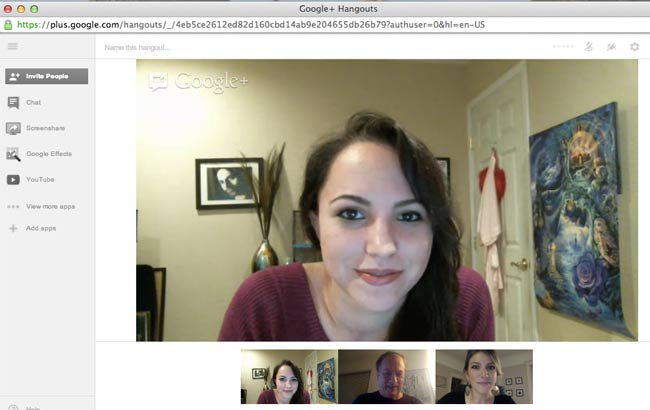 Google+ Hangouts
https://plus.google.com/hangouts/_/4eb5ce2612ed82d160cbd14ab9e204655db26b79?authuser=0&hl=en-US
Name this hangout...
Google+
Invite People
Chat
Screenshare
Google Effects
YouTube
View more apps
Add apps
Help